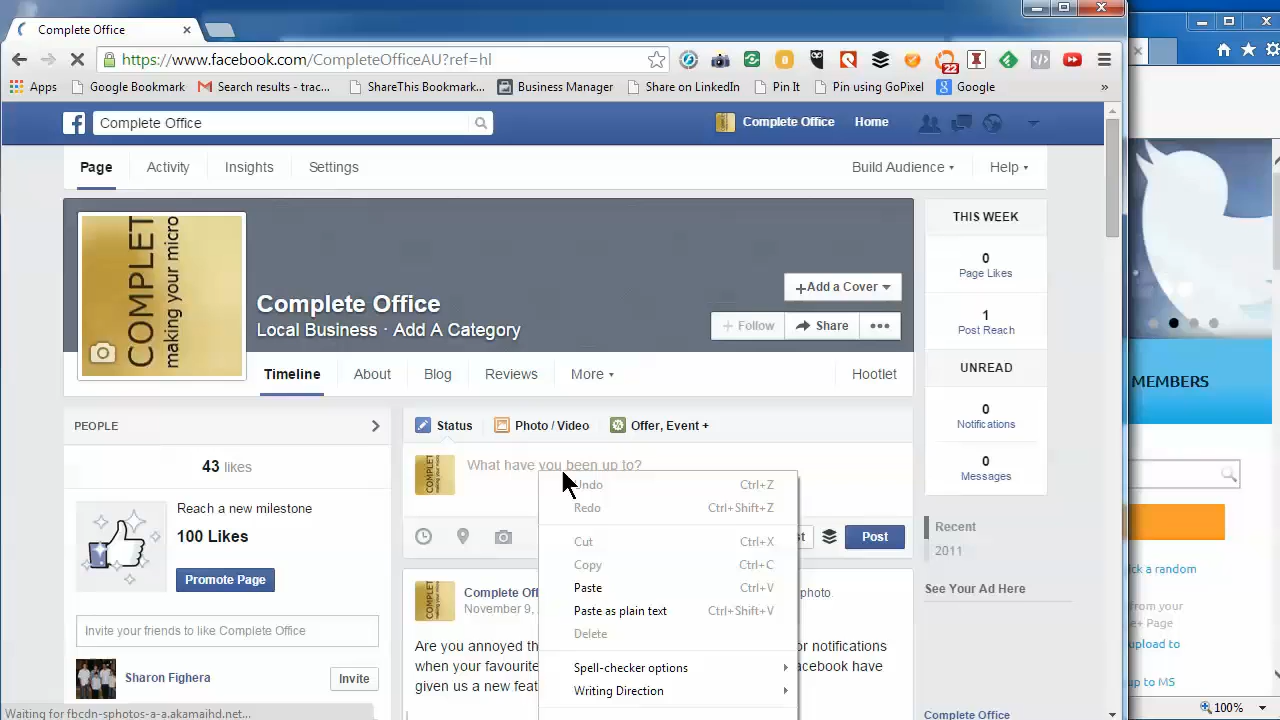 Complete Office
https://www.facebook.com/CompleteOfficeAU?ref=hl
22
Apps
Google Bookmark
Search results - trac...
ShareThis Bookmark...
Business Manager
Share on LinkedIn
Pin It
Pin using GoPixel
Google
»
Complete Office
Complete Office
Home
Page
Activity
Insights
Settings
Build Audience
Help
COMPLET
making your micro
Complete Office
Local Business · Add A Category
+Add a Cover
+ Follow
Share
Timeline
About
Blog
Reviews
More
Hootlet
THIS WEEK
0
Page Likes
1
Post Reach
UNREAD
0
Notifications
0
Messages
Recent
2011
See Your Ad Here
Complete Office
PEOPLE
43 likes
Reach a new milestone
100 Likes
Promote Page
Invite your friends to like Complete Office
Sharon Fighera
Invite
Status
Photo / Video
Offer, Event +
COMPLET
What have you been up to?
st
Post
Undo Ctrl+Z
Redo Ctrl+Shift+Z
Cut Ctrl+X
Copy Ctrl+C
Paste Ctrl+V
Paste as plain text Ctrl+Shift+V
Delete
Spell-checker options
Writing Direction
COMPLET
Complete Of
photo.
November 9,
Are you annoyed th
or notifications
when your favourite
acebook have
given us a new feat
Waiting for fbcdn-sphotos-a-a.akamaihd.net...
MEMBERS
ick a random
from your
e+ Page
upload to
up to MS
100%